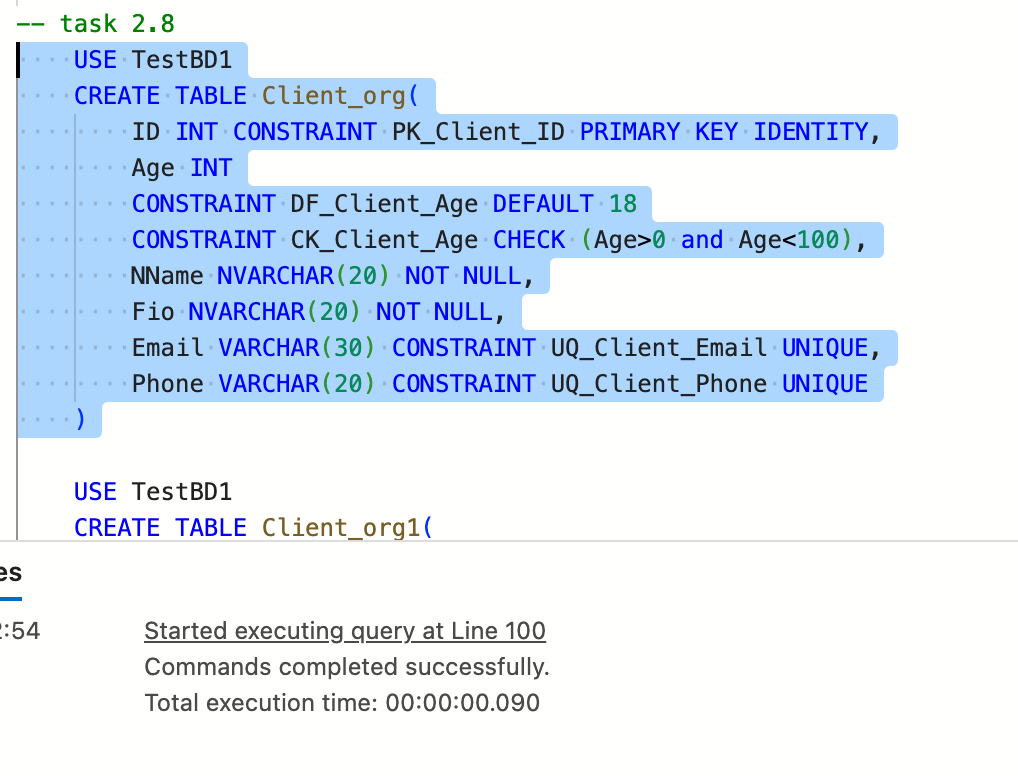 -- task 2.8
USE TestBD1
CREATE TABLE Client_org(
ID INT CONSTRAINT PK_Client_ID PRIMARY KEY IDENTITY,
Age INT
CONSTRAINT DF_Client_Age DEFAULT 18
CONSTRAINT CK_Client_Age CHECK (Age>0 and Age<100),
NName NVARCHAR(20) NOT NULL,
Fio NVARCHAR(20) NOT NULL,
Email VARCHAR(30) CONSTRAINT UQ_Client_Email UNIQUE,
Phone VARCHAR(20) CONSTRAINT UQ_Client_Phone UNIQUE
)
USE TestBD1
CREATE TABLE Client_org1(
es
2:54 Started executing query at Line 100
Commands completed successfully.
Total execution time: 00:00:00.090